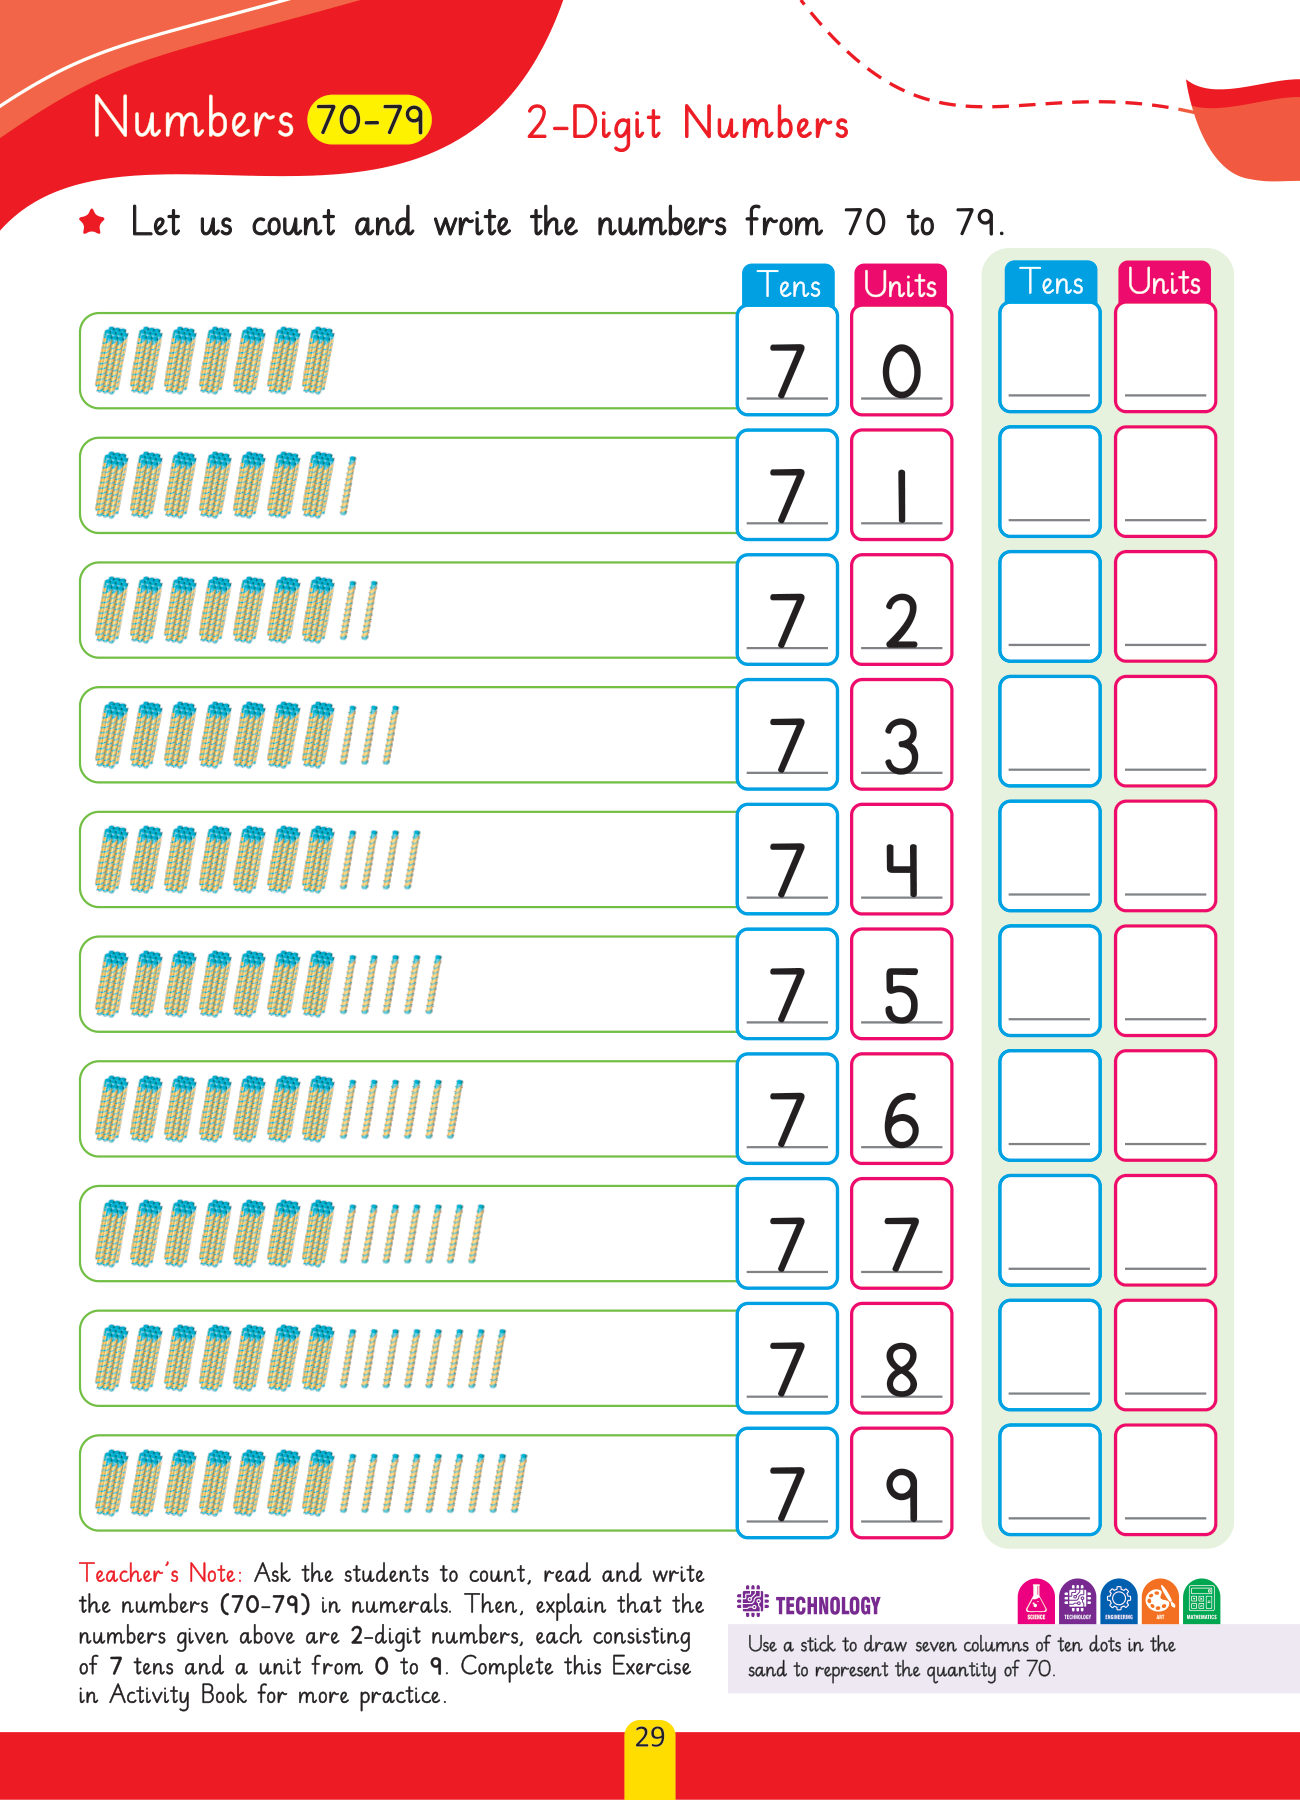 Numbers 70-79
2-Digit Numbers
Let us count and write the numbers from 70 to 79.
Tens Units Tens Units
7 0
7 1
7 2
7 3
7 4
7 5
7 6
7 7
7 8
7 9
Teacher's Note: Ask the students to count, read and write
the numbers (70-79) in numerals. Then, explain that the
numbers given above are 2-digit numbers, each consisting
of 7 tens and a unit from 0 to 9. Complete this Exercise
in Activity Book for more practice.
TECHNOLOGY
SCIENCE TECHNOLOGY ENGINEERING ART MATHEMATICS
Use a stick to draw seven columns of ten dots in the
sand to represent the quantity of 70.
29